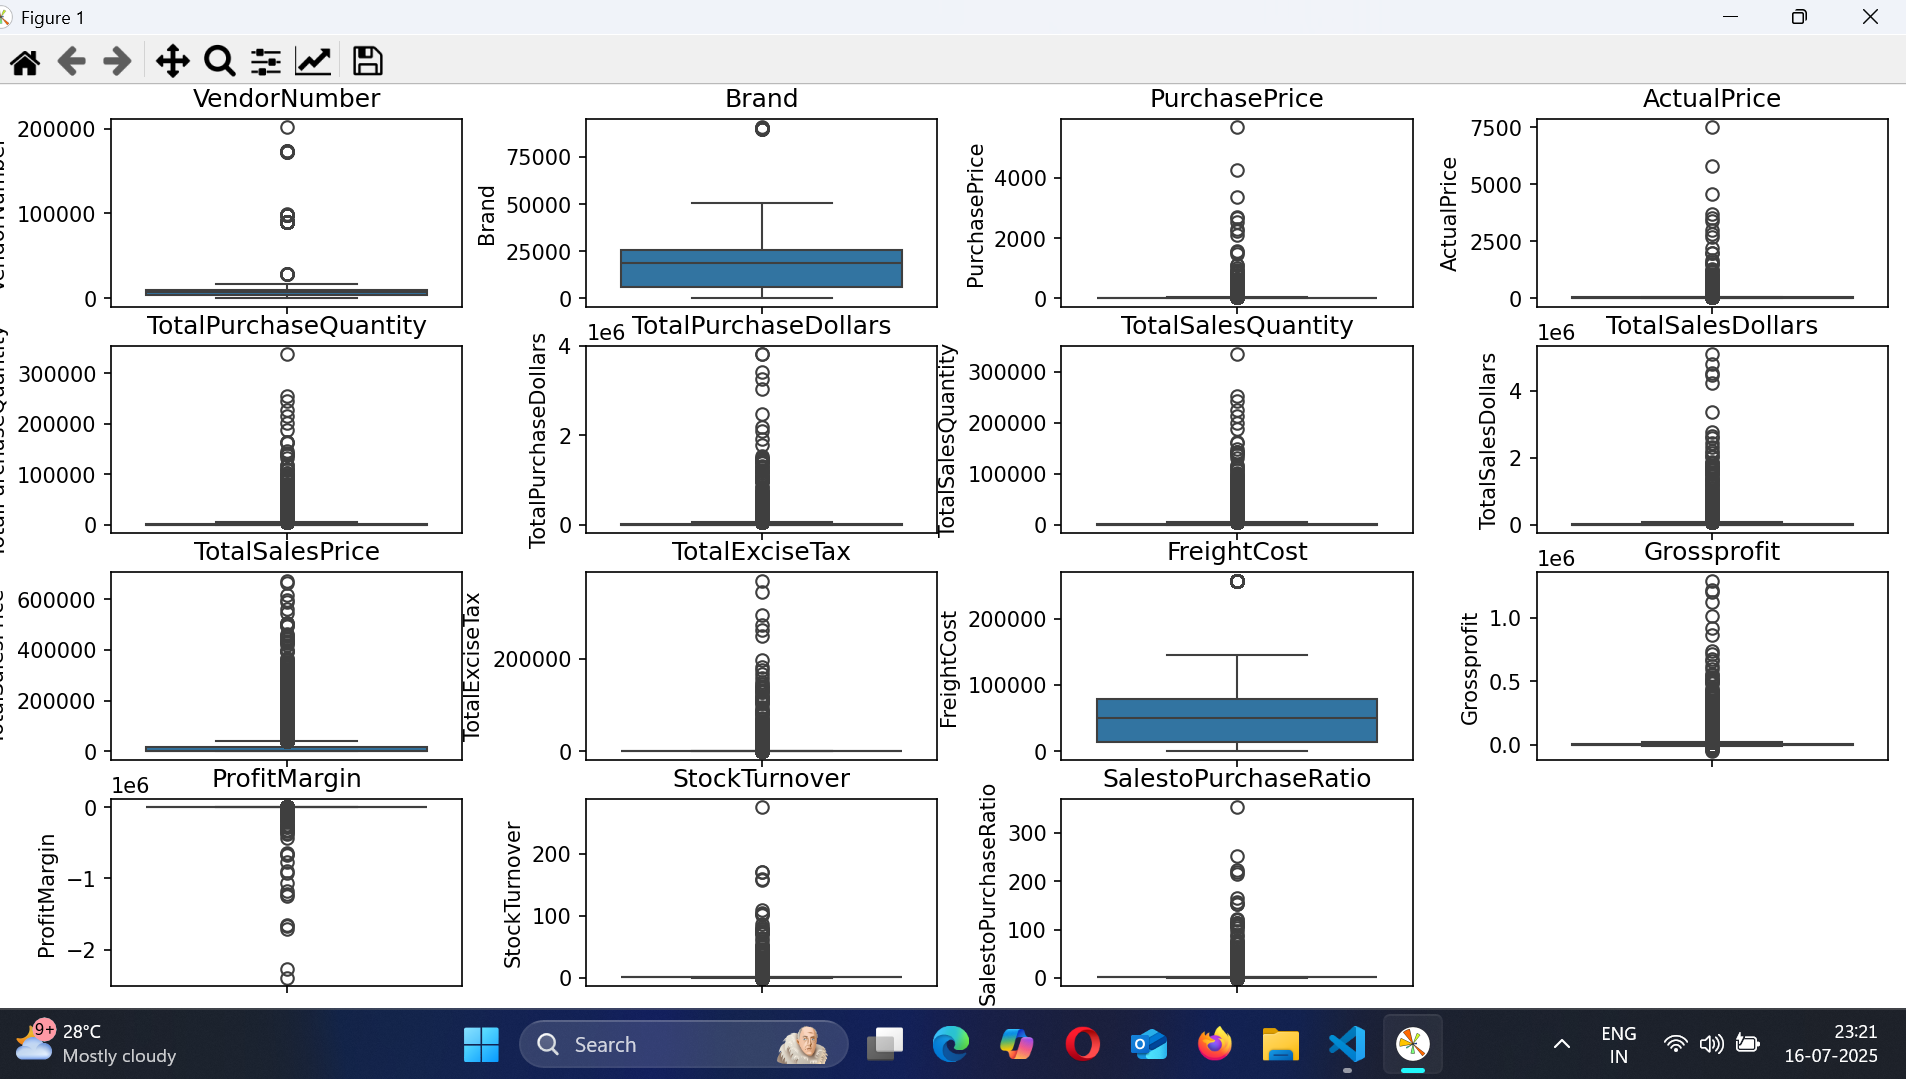 Figure 1
VendorNumber
200000
100000
0
Brand
Brand
75000
50000
25000
0
PurchasePrice
PurchasePrice
4000
2000
0
ActualPrice
ActualPrice
7500
5000
2500
0
TotalPurchaseQuantity
300000
200000
100000
0
TotalPurchaseDollars
1e6
TotalPurchaseDollars
4
2
0
TotalSalesQuantity
TotalSalesQuantity
300000
200000
100000
0
TotalSalesDollars
1e6
TotalSalesDollars
4
2
0
TotalSalesPrice
600000
400000
200000
0
TotalExciseTax
TotalExciseTax
200000
0
FreightCost
FreightCost
200000
100000
0
Grossprofit
1e6
Grossprofit
1.0
0.5
0.0
ProfitMargin
1e6
ProfitMargin
0
−1
−2
StockTurnover
StockTurnover
200
100
0
SalestoPurchaseRatio
SalestoPurchaseRatio
300
200
100
0
9+
28°C
Mostly cloudy
Search
ENG
IN
23:21
16-07-2025